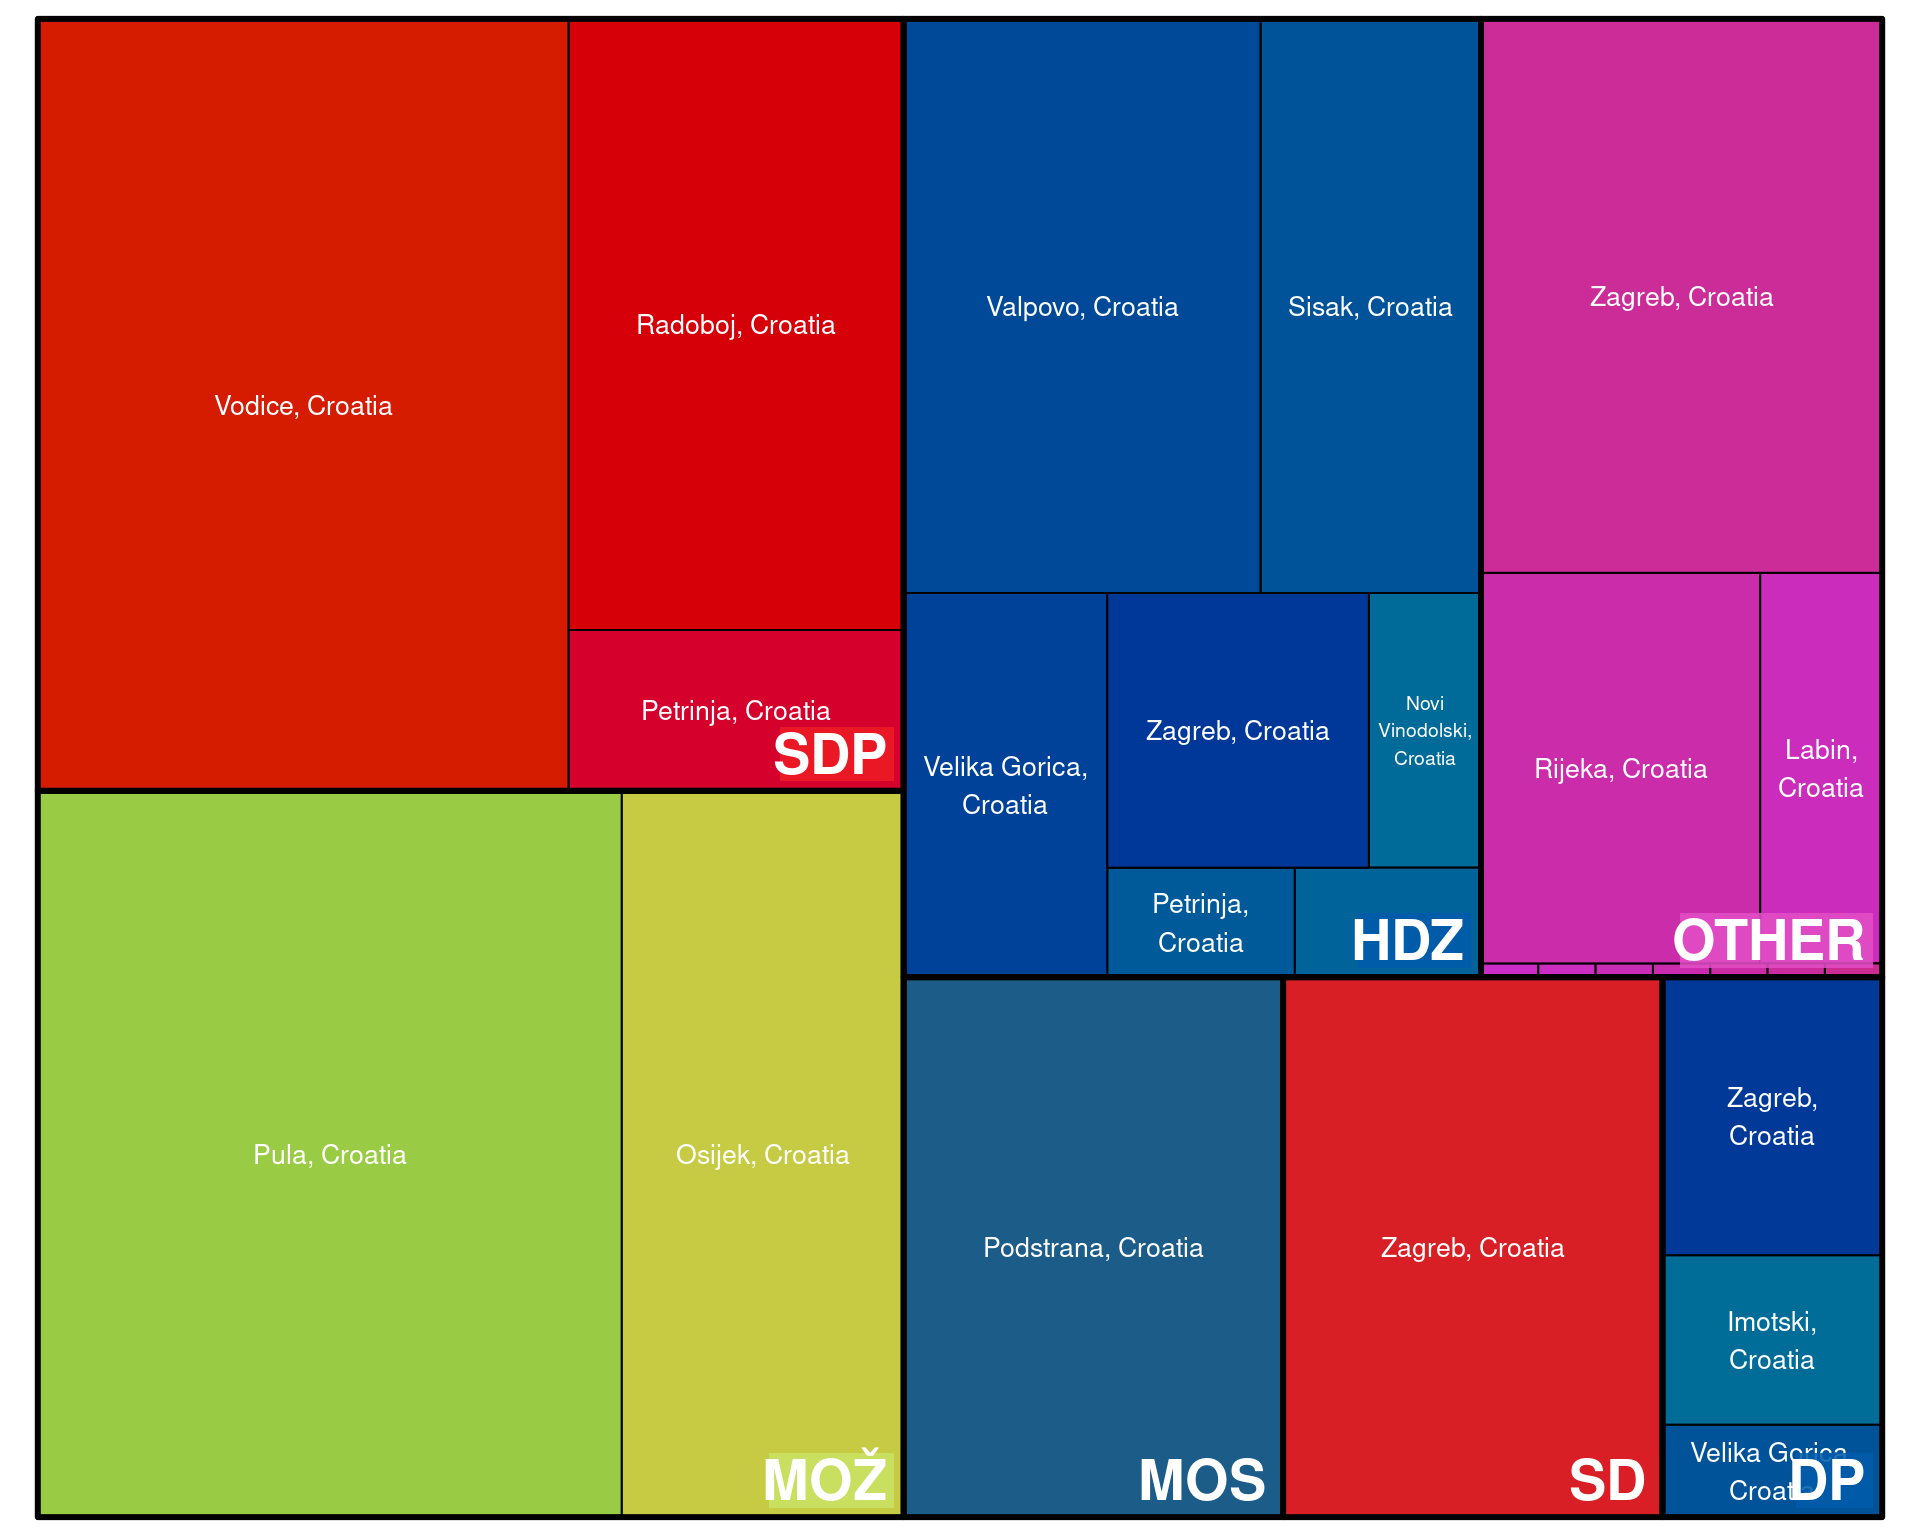 Vodice, Croatia
Radoboj, Croatia
Petrinja, Croatia
SDP
Pula, Croatia
Osijek, Croatia
MOŽ
Valpovo, Croatia
Sisak, Croatia
Velika Gorica,
Croatia
Zagreb, Croatia
Novi
Vinodolski,
Croatia
Petrinja,
Croatia
HDZ
Zagreb, Croatia
Rijeka, Croatia
Labin,
Croatia
OTHER
Podstrana, Croatia
MOS
Zagreb, Croatia
SD
Zagreb,
Croatia
Imotski,
Croatia
Velika Gorica
Croatia
DP